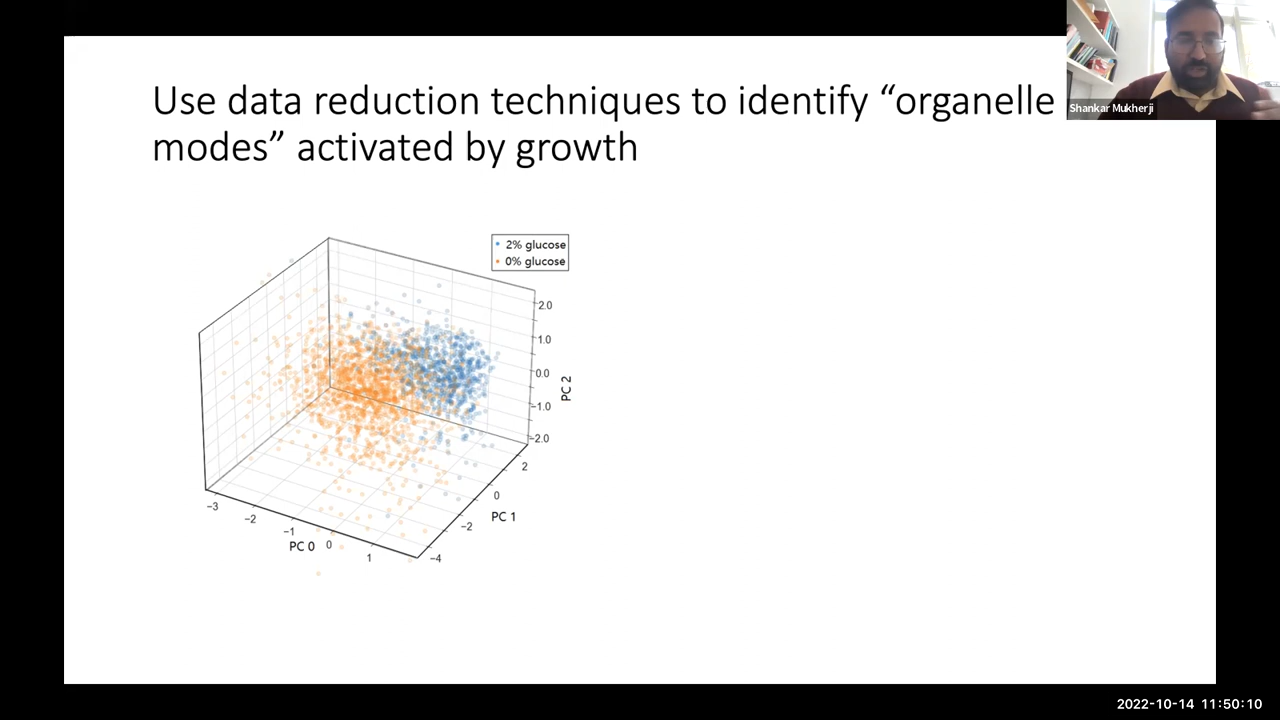 Use data reduction techniques to identify “organelle
modes” activated by growth
Shankar Mukherji
2% glucose
0% glucose
2.0
1.0
0.0
−1.0
−2.0
PC 2
2
0
−2
−4
PC 1
−3
−2
−1
0
1
PC 0
2022-10-14 11:50:10